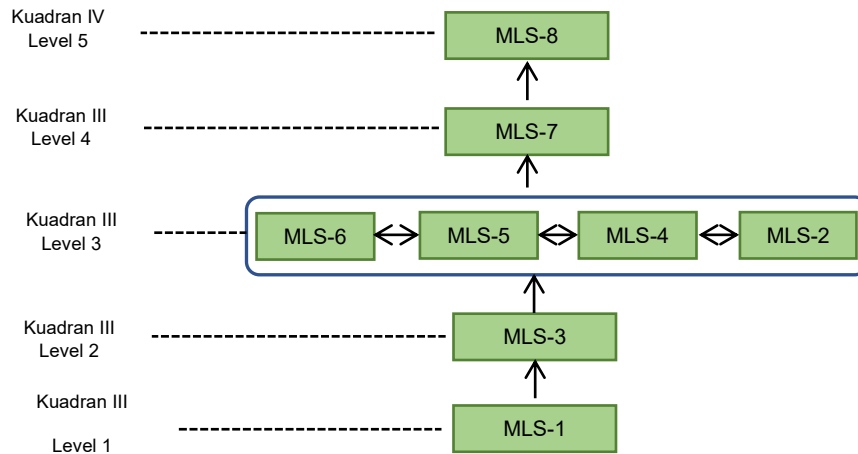 Kuadran IV
Level 5
MLS-8
Kuadran III
Level 4
MLS-7
Kuadran III
Level 3
MLS-6
MLS-5
MLS-4
MLS-2
Kuadran III
Level 2
MLS-3
Kuadran III
Level 1
MLS-1